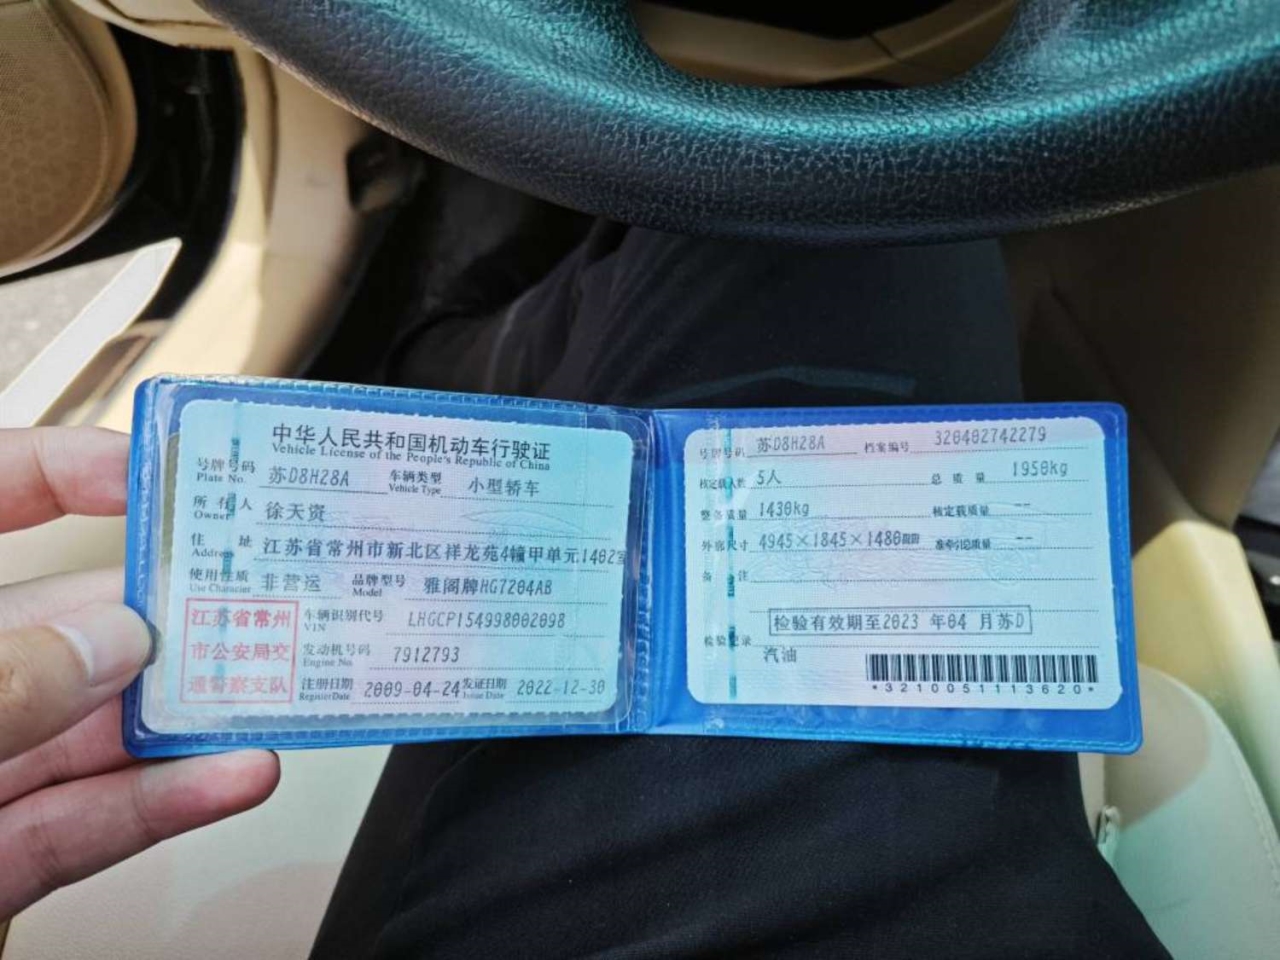 中华人民共和国机动车行驶证
Vehicle License of the People's Republic of China
号牌号码 苏D8H28A 车辆类型 小型轿车
Plate No. Vehicle Type
所有人 徐天资
Owner
住址 江苏省常州市新北区祥龙苑4幢甲单元1402室
Address
使用性质 非营运 品牌型号 雅阁牌HG7204AB
Use Character Model
江苏省常州
市公安局交
通警察支队
车辆识别代号 LHGCP154998002098
VIN
发动机号码 7912793
Engine No.
注册日期 2009-04-24 发证日期 2022-12-30
Register Date Issue Date
号牌号码 苏D8H28A 档案编号 320402742279
核定载人数 5人 总质量 1950kg
整备质量 1430kg 核定载质量 --
外廓尺寸 4945×1845×1480mm 准牵引总质量 --
备注
检验有效期至2023 年04 月苏D
检验记录
汽油
*3210051113620*